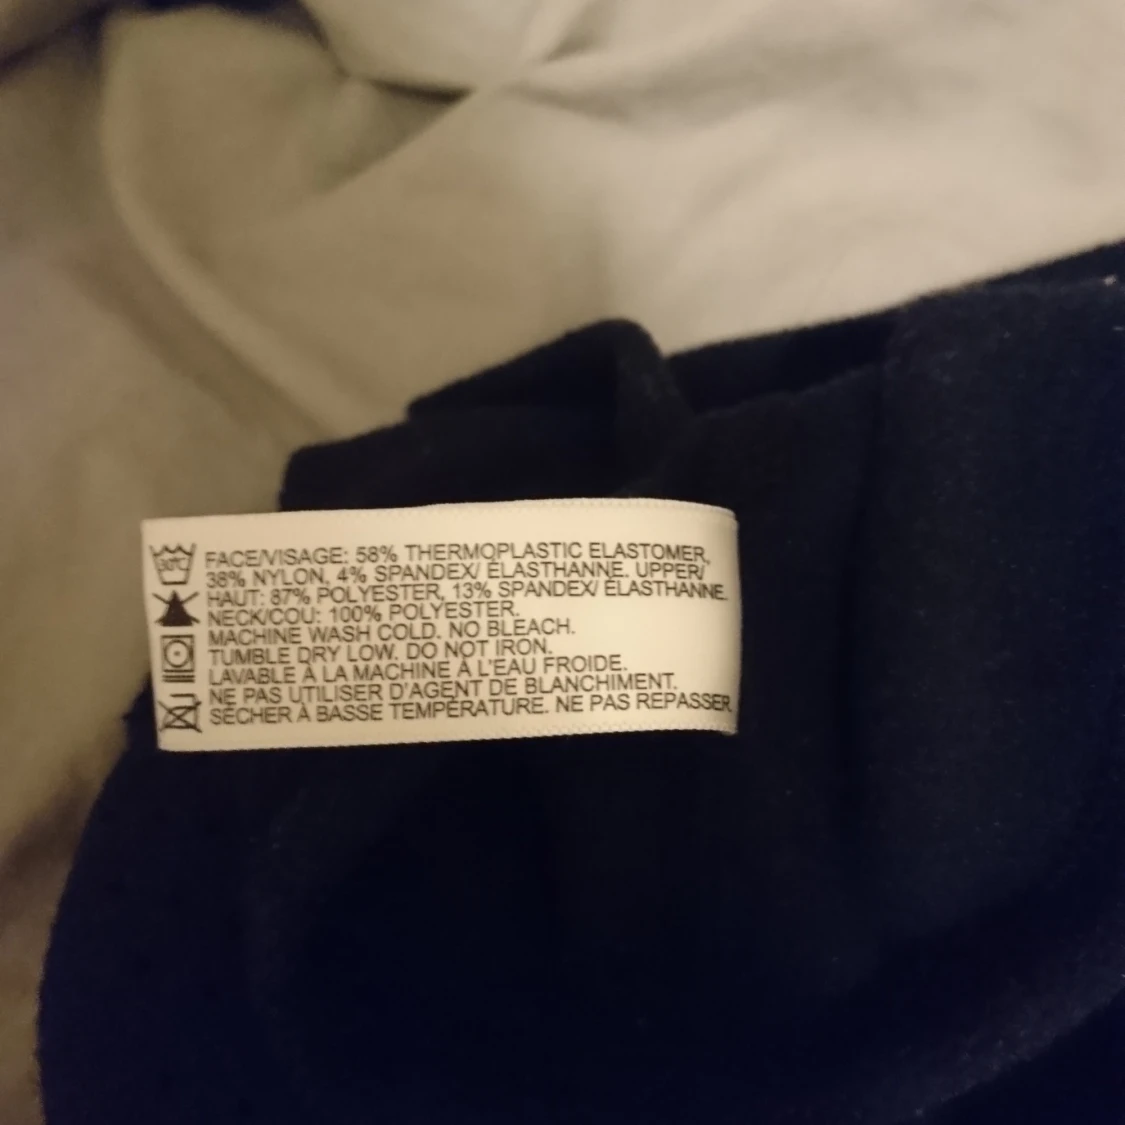 30°C
FACE/VISAGE: 58% THERMOPLASTIC ELASTOMER,
38% NYLON, 4% SPANDEX/ ÉLASTHANNE. UPPER/
HAUT: 87% POLYESTER, 13% SPANDEX/ ÉLASTHANNE.
NECK/COU: 100% POLYESTER.
MACHINE WASH COLD. NO BLEACH.
TUMBLE DRY LOW. DO NOT IRON.
LAVABLE À LA MACHINE À L'EAU FROIDE.
NE PAS UTILISER D'AGENT DE BLANCHIMENT.
SÉCHER À BASSE TEMPÉRATURE. NE PAS REPASSER.